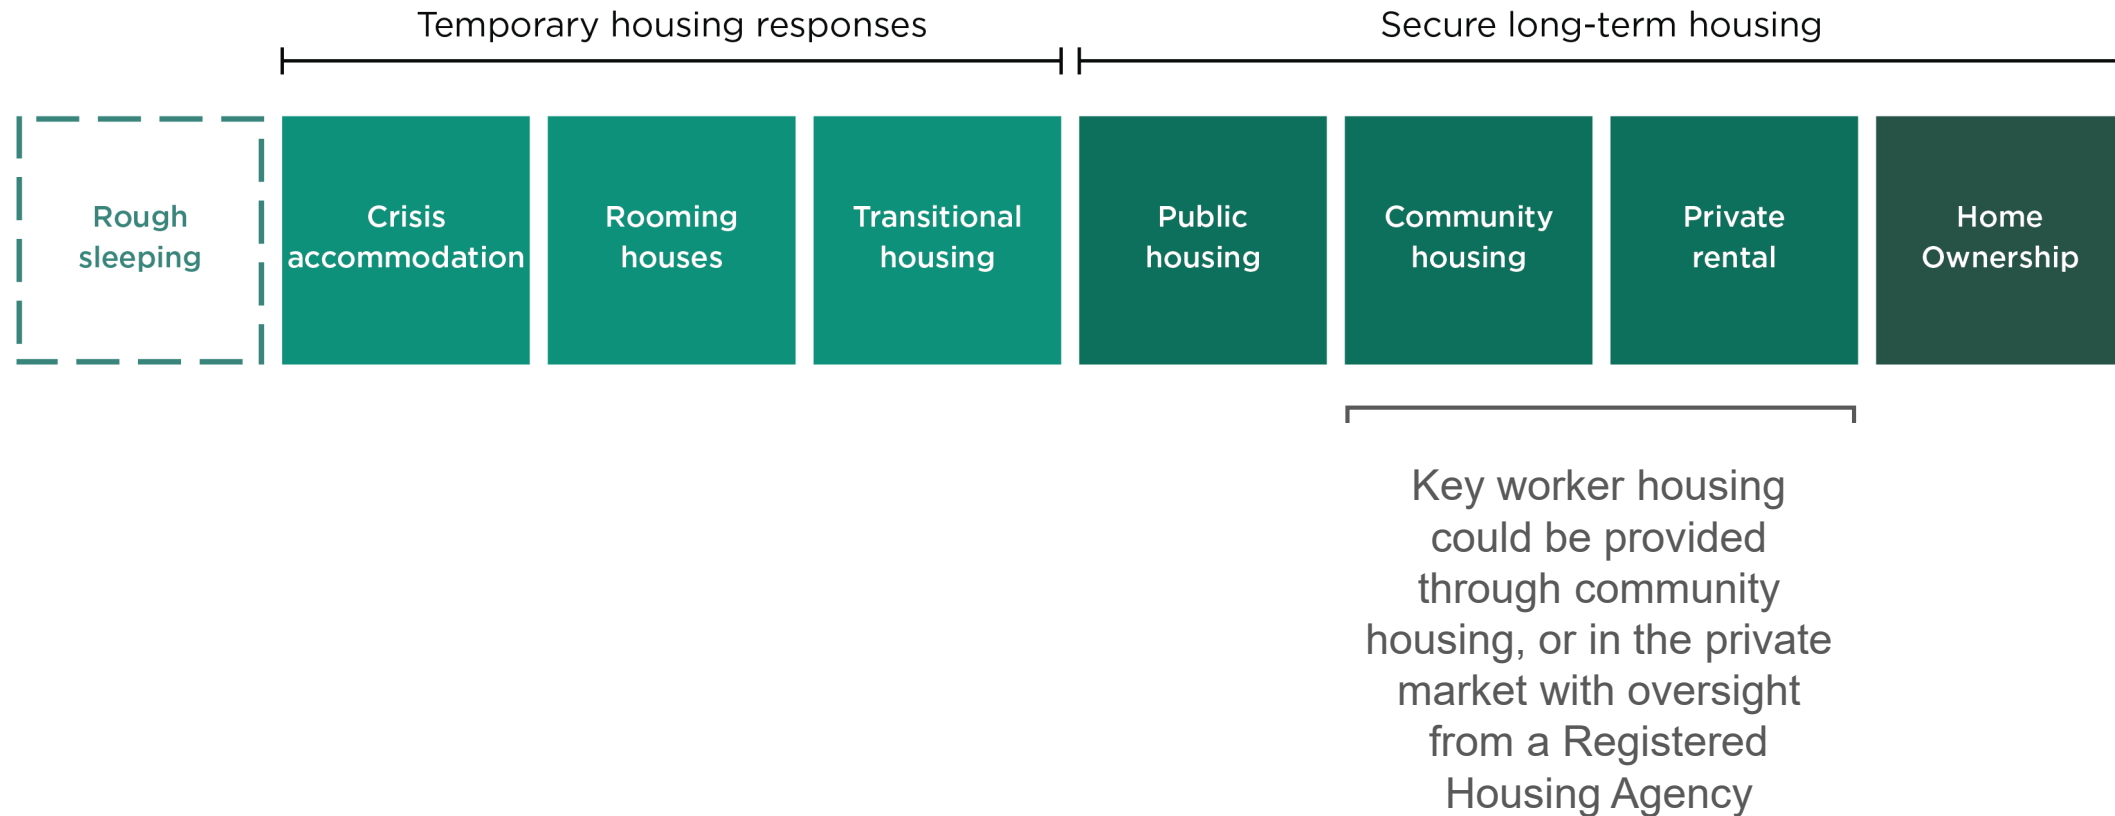 Temporary housing responses
Secure long-term housing
Rough
sleeping
Crisis
accommodation
Rooming
houses
Transitional
housing
Public
housing
Community
housing
Private
rental
Home
Ownership
Key worker housing
could be provided
through community
housing, or in the private
market with oversight
from a Registered
Housing Agency